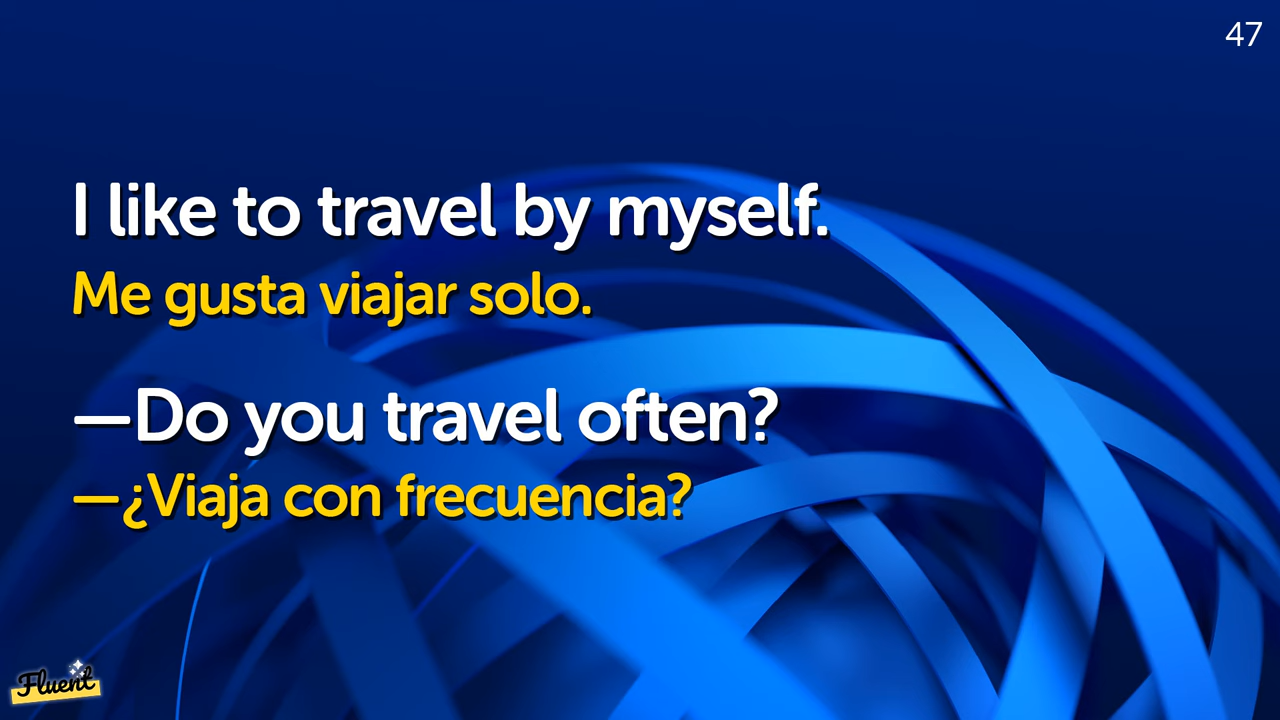 47
I like to travel by myself.
Me gusta viajar solo.
—Do you travel often?
—¿Viaja con frecuencia?
Fluent